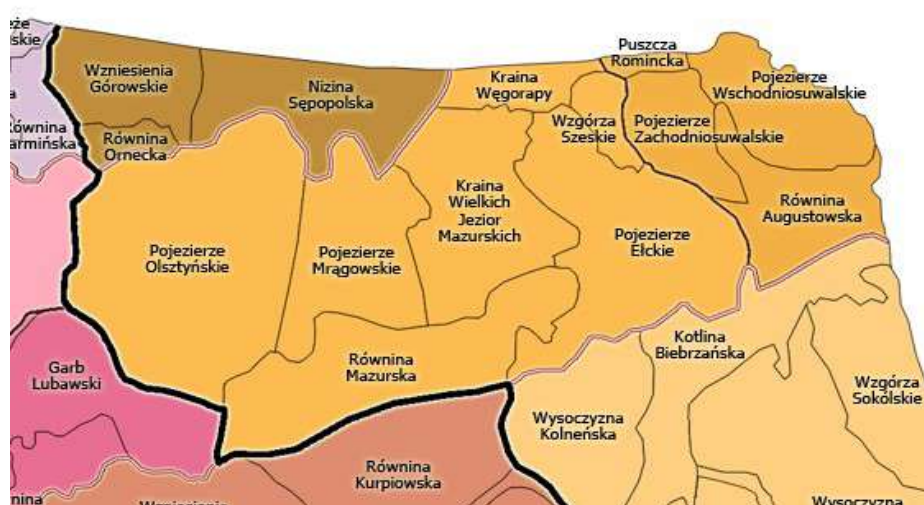 Wzniesienia
Górowskie
Nizina
Sępopolska
Kraina
Węgorapy
Puszcza
Romincka
Pojezierze
Wschodniosuwalskie
Równina
Ornecka
Wzgórza
Szeskie
Pojezierze
Zachodniosuwalskie
Kraina
Wielkich
Jezior
Mazurskich
Równina
Augustowska
Pojezierze
Olsztyńskie
Pojezierze
Mrągowskie
Pojezierze
Ełckie
Równina
Mazurska
Kotlina
Biebrzańska
Garb
Lubawski
Wzgórza
Sokólskie
Wysoczyzna
Kolneńska
Równina
Kurpiowska
Wysoczyzna